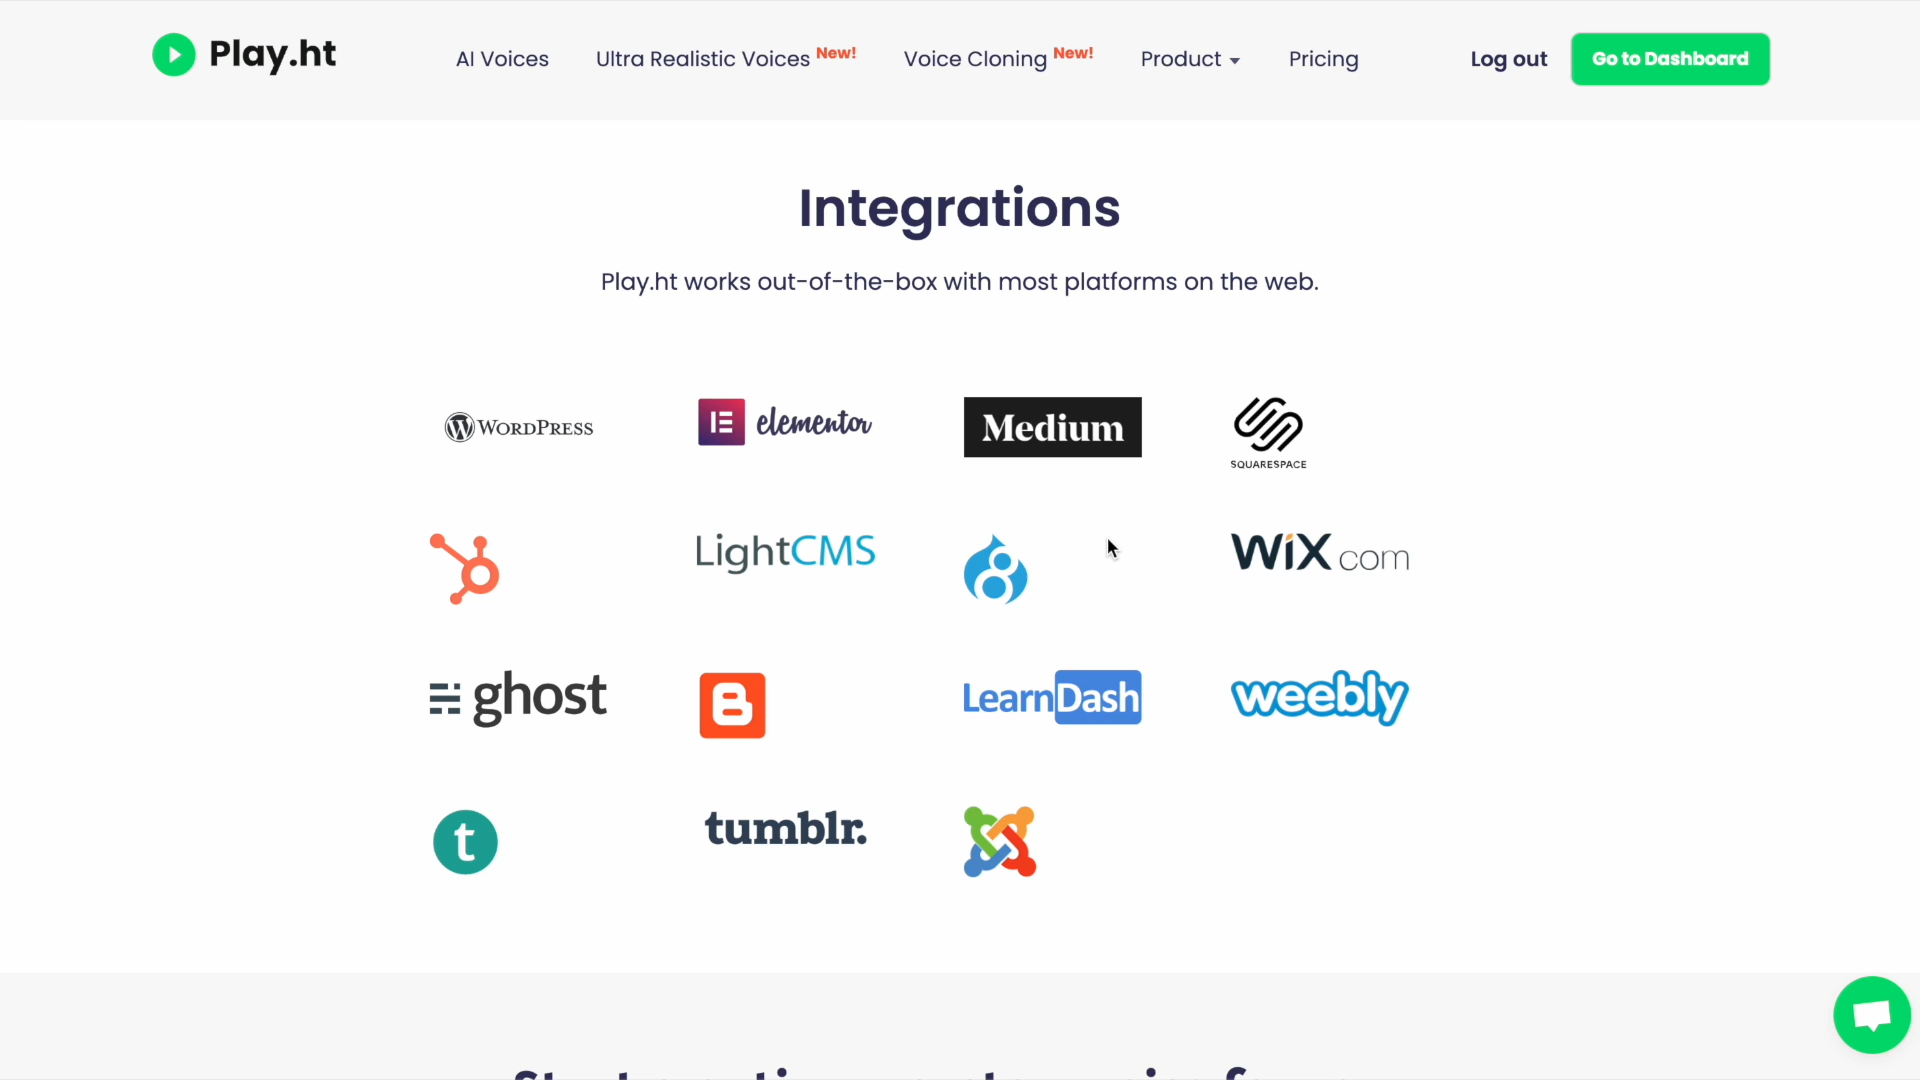 Play.ht
AI Voices
Ultra Realistic Voices New!
Voice Cloning New!
Product
Pricing
Log out
Go to Dashboard
Integrations
Play.ht works out-of-the-box with most platforms on the web.
WORDPRESS
elementor
Medium
SQUARESPACE
LightCMS
8
WiX.com
ghost
B
LearnDash
weebly
t
tumblr.